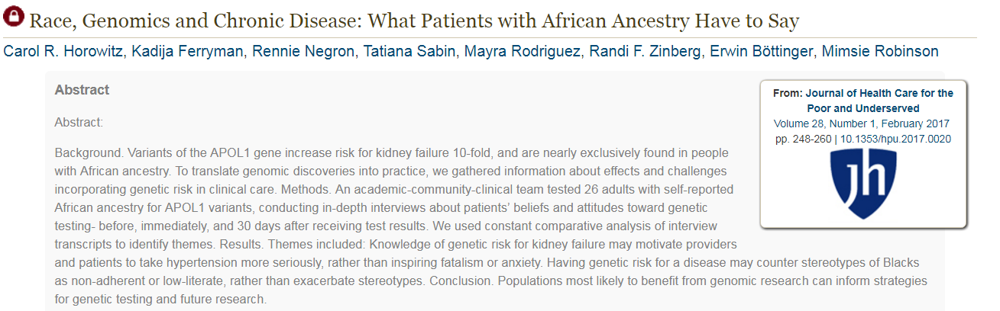 Race, Genomics and Chronic Disease: What Patients with African Ancestry Have to Say
Carol R. Horowitz, Kadija Ferryman, Rennie Negron, Tatiana Sabin, Mayra Rodriguez, Randi F. Zinberg, Erwin Böttinger, Mimsie Robinson
Abstract
Abstract:
Background. Variants of the APOL1 gene increase risk for kidney failure 10-fold, and are nearly exclusively found in people
with African ancestry. To translate genomic discoveries into practice, we gathered information about effects and challenges
incorporating genetic risk in clinical care. Methods. An academic-community-clinical team tested 26 adults with self-reported
African ancestry for APOL1 variants, conducting in-depth interviews about patients' beliefs and attitudes toward genetic
testing- before, immediately, and 30 days after receiving test results. We used constant comparative analysis of interview
transcripts to identify themes. Results. Themes included: Knowledge of genetic risk for kidney failure may motivate providers
and patients to take hypertension more seriously, rather than inspiring fatalism or anxiety. Having genetic risk for a disease may counter stereotypes of Blacks
as non-adherent or low-literate, rather than exacerbate stereotypes. Conclusion. Populations most likely to benefit from genomic research can inform strategies
for genetic testing and future research.
From: Journal of Health Care for the
Poor and Underserved
Volume 28, Number 1, February 2017
pp. 248-260 | 10.1353/hpu.2017.0020
jh